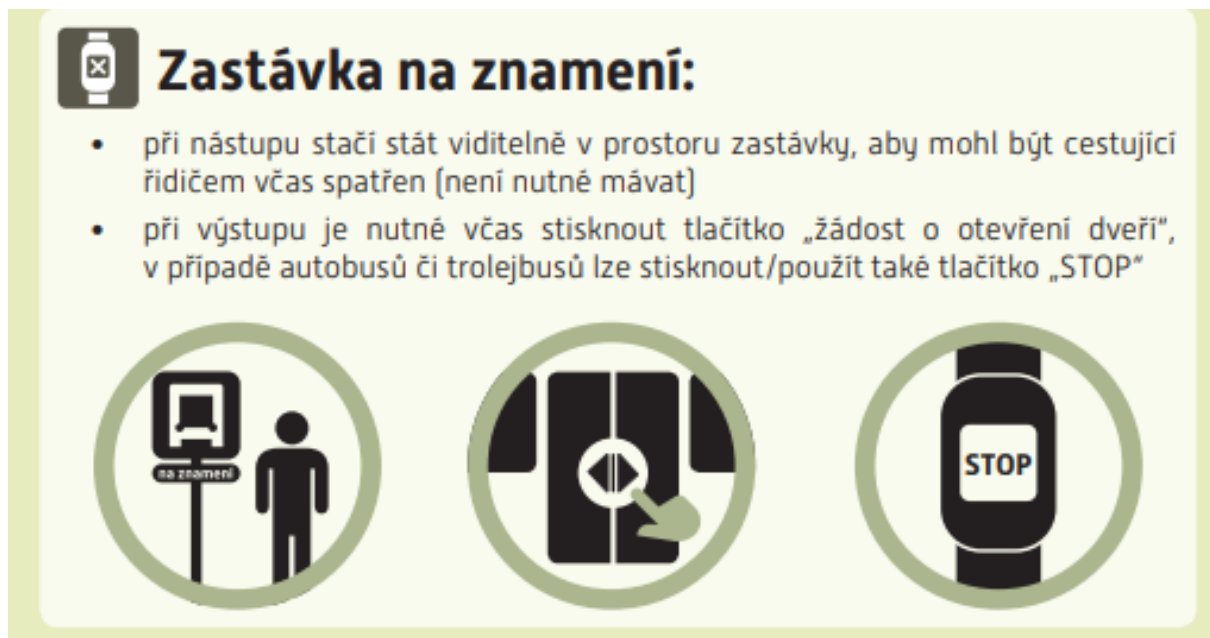 Zastávka na znamení:
• při nástupu stačí stát viditelně v prostoru zastávky, aby mohl být cestující
řidičem včas spatřen (není nutné mávat)
• při výstupu je nutné včas stisknout tlačítko „žádost o otevření dveří“,
v případě autobusů či trolejbusů lze stisknout/použít také tlačítko „STOP“
na znamení
STOP